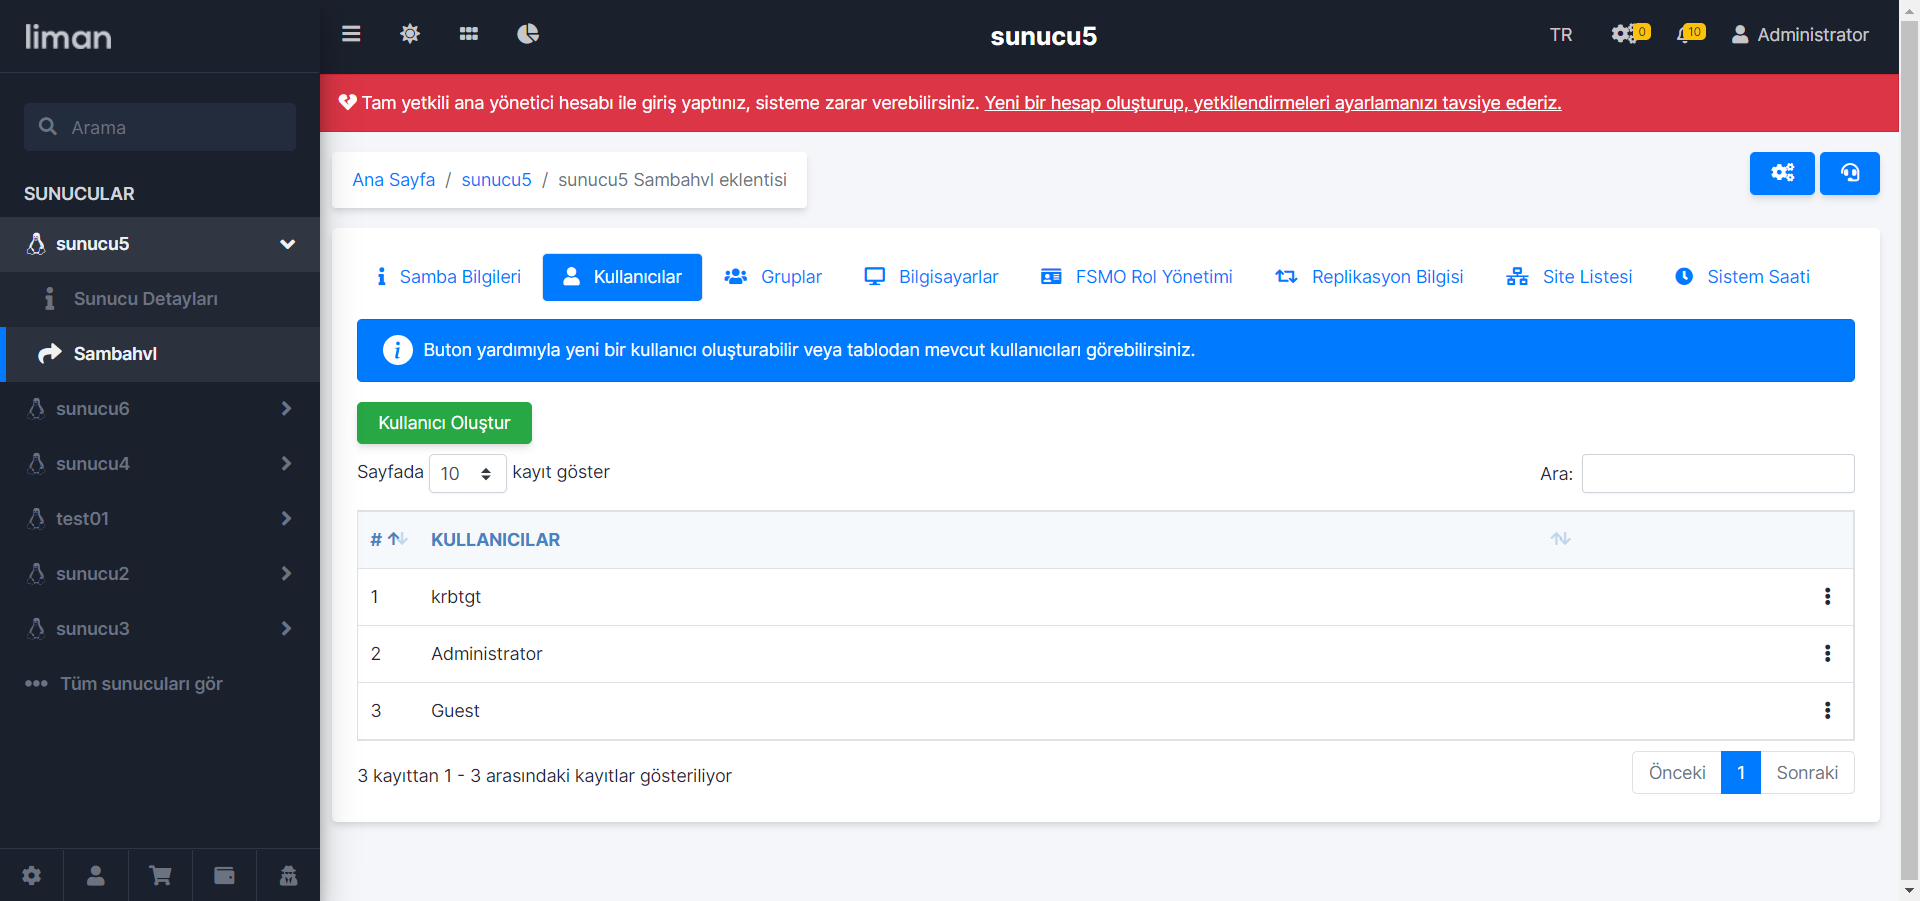 liman
sunucu5
TR
0
10
Administrator
Tam yetkili ana yönetici hesabı ile giriş yaptınız, sisteme zarar verebilirsiniz. Yeni bir hesap oluşturup, yetkilendirmeleri ayarlamanızı tavsiye ederiz.
Arama
SUNUCULAR
sunucu5
Sunucu Detayları
Sambahvl
sunucu6
sunucu4
test01
sunucu2
sunucu3
Tüm sunucuları gör
Ana Sayfa / sunucu5 / sunucu5 Sambahvl eklentisi
Samba Bilgileri Kullanıcılar Gruplar Bilgisayarlar FSMO Rol Yönetimi Replikasyon Bilgisi Site Listesi Sistem Saati
Buton yardımıyla yeni bir kullanıcı oluşturabilir veya tablodan mevcut kullanıcıları görebilirsiniz.
Kullanıcı Oluştur
Sayfada 10 kayıt göster
Ara:
# KULLANICILAR
1 krbtgt
2 Administrator
3 Guest
3 kayıttan 1 - 3 arasındaki kayıtlar gösteriliyor
Önceki 1 Sonraki